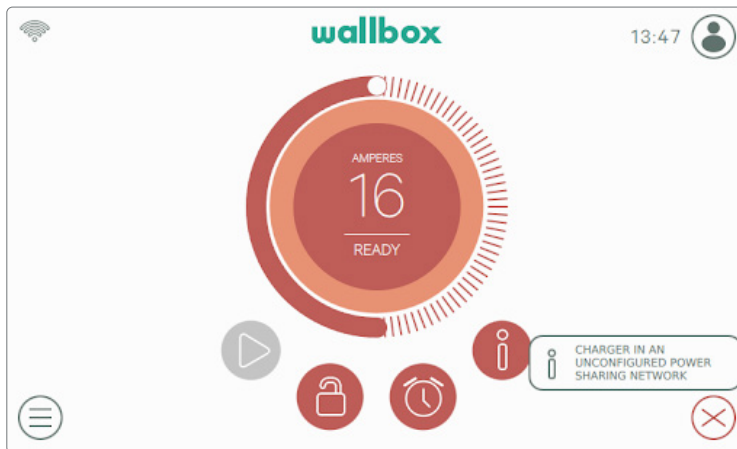 wallbox
13:47
AMPERES
16
READY
CHARGER IN AN
UNCONFIGURED POWER
SHARING NETWORK